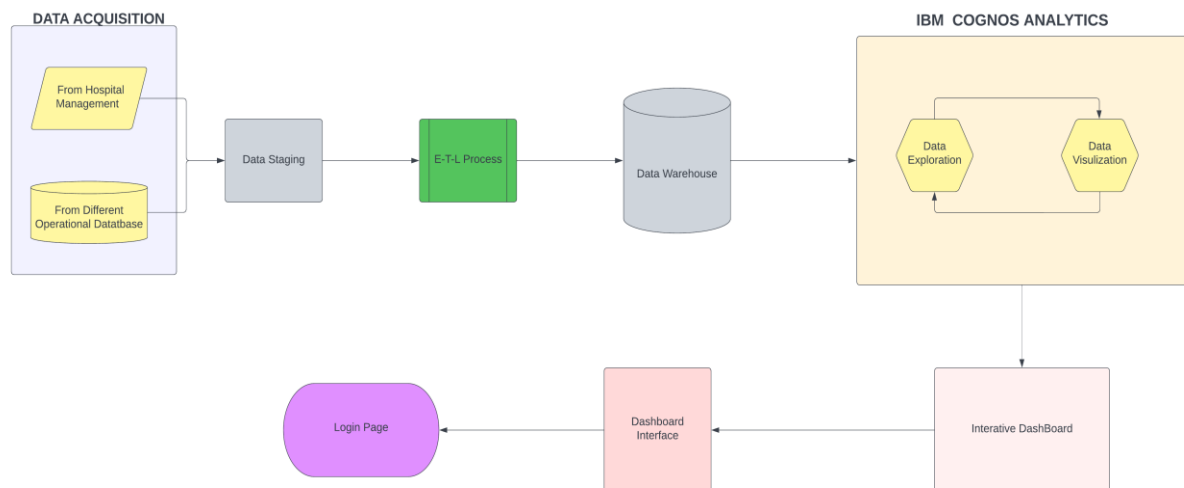 DATA ACQUISITION
IBM COGNOS ANALYTICS
From Hospital
Management
From Different
Operational Datatbase
Data Staging
E-T-L Process
Data Warehouse
Data
Exploration
Data
Visulization
Login Page
Dashboard
Interface
Interative DashBoard